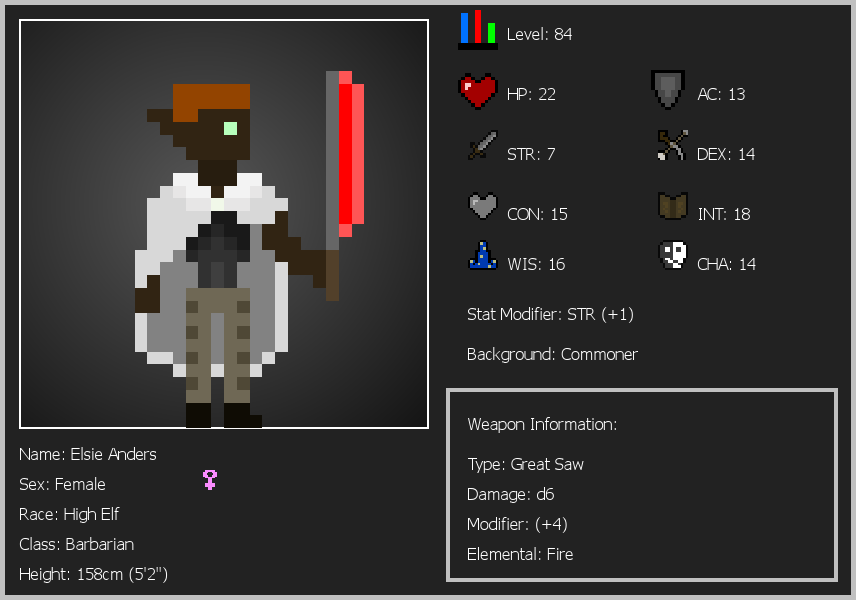 Level: 84
HP: 22
AC: 13
STR: 7
DEX: 14
CON: 15
INT: 18
WIS: 16
CHA: 14
Stat Modifier: STR (+1)
Background: Commoner
Weapon Information:
Type: Great Saw
Damage: d6
Modifier: (+4)
Elemental: Fire
Name: Elsie Anders
Sex: Female
Race: High Elf
Class: Barbarian
Height: 158cm (5'2")